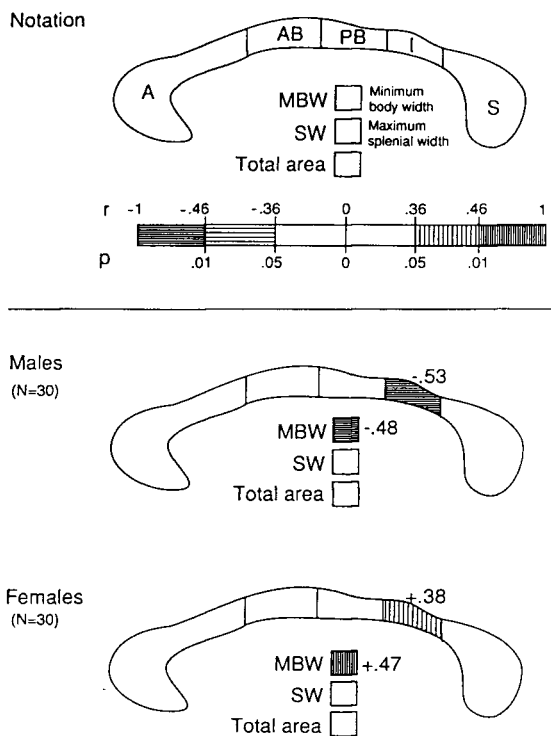 Notation
AB
PB
I
A
S
MBW
Minimum
body width
SW
Maximum
splenial width
Total area
r -1 -.46 -.36 0 .36 .46 1
p .01 .05 0 .05 .01
Males
(N=30)
-.53
MBW -.48
SW
Total area
Females
(N=30)
+.38
MBW +.47
SW
Total area